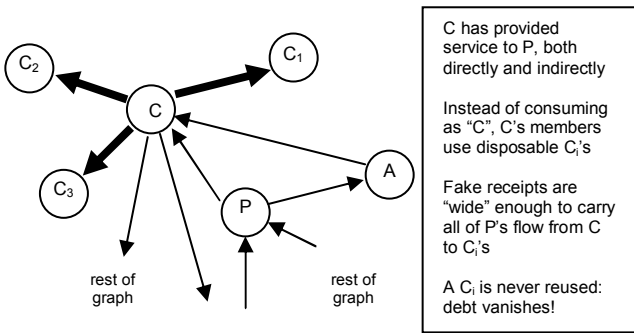 C₂
C₁
C
C₃
A
P
rest of
graph
rest of
graph
C has provided
service to P, both
directly and indirectly
Instead of consuming
as “C”, C’s members
use disposable Cᵢ’s
Fake receipts are
“wide” enough to carry
all of P’s flow from C
to Cᵢ’s
A Cᵢ is never reused:
debt vanishes!